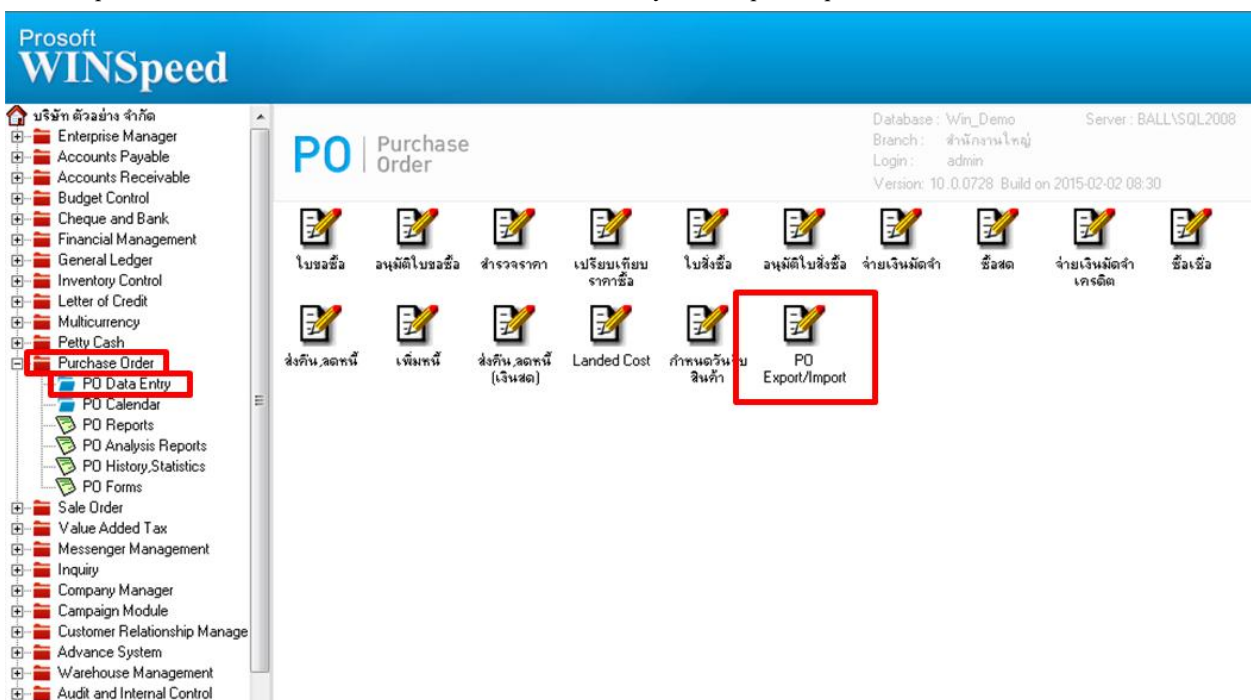 Prosoft
WINSpeed
บริษัท ตัวอย่าง จำกัด
Enterprise Manager
Accounts Payable
Accounts Receivable
Budget Control
Cheque and Bank
Financial Management
General Ledger
Inventory Control
Letter of Credit
Multicurrency
Petty Cash
Purchase Order
PO Data Entry
PO Calendar
PO Reports
PO Analysis Reports
PO History,Statistics
PO Forms
Sale Order
Value Added Tax
Messenger Management
Inquiry
Company Manager
Campaign Module
Customer Relationship Manage
Advance System
Warehouse Management
Audit and Internal Control
PO
Purchase
Order
Database : Win_Demo Server : BALL\SQL2008
Branch : สำนักงานใหญ่
Login : admin
Version: 10.0.0728 Build on 2015-02-02 08:30
ใบขอซื้อ อนุมัติใบขอซื้อ สำรวจราคา เปรียบเทียบ ใบสั่งซื้อ อนุมัติใบสั่งซื้อ จ่ายเงินมัดจำ ซื้อสด จ่ายเงินมัดจำ ซื้อเชื่อ
ราคาซื้อ เครดิต
ส่งคืน,ลดหนี้ เพิ่มหนี้ ส่งคืน,ลดหนี้ Landed Cost กำหนดวันรับ PO
(เงินสด) สินค้า Export/Import